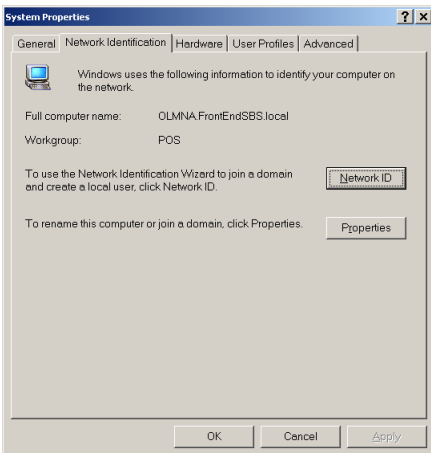 System Properties
General Network Identification Hardware User Profiles Advanced
Windows uses the following information to identify your computer on
the network.
Full computer name: OLMNA.FrontEndSBS.local
Workgroup: POS
To use the Network Identification Wizard to join a domain
and create a local user, click Network ID.
Network ID
To rename this computer or join a domain, click Properties.
Properties
OK Cancel Apply